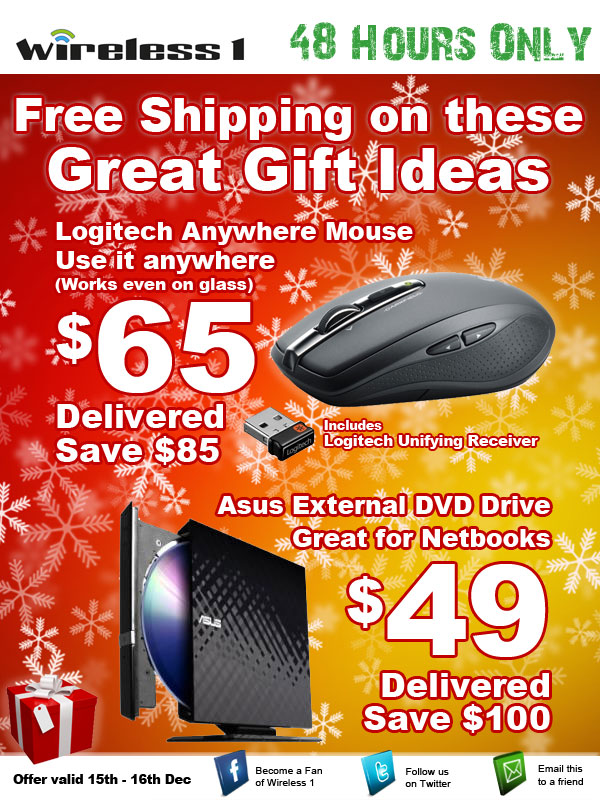 wireless 1
48 Hours Only
Free Shipping on these
Great Gift Ideas
Logitech Anywhere Mouse
Use it anywhere
(Works even on glass)
$65
Delivered
Save $85
Logitech
Includes
Logitech Unifying Receiver
Asus External DVD Drive
Great for Netbooks
ASUS
$49
Delivered
Save $100
Offer valid 15th - 16th Dec
Become a Fan
of Wireless 1
Follow us
on Twitter
Email this
to a friend